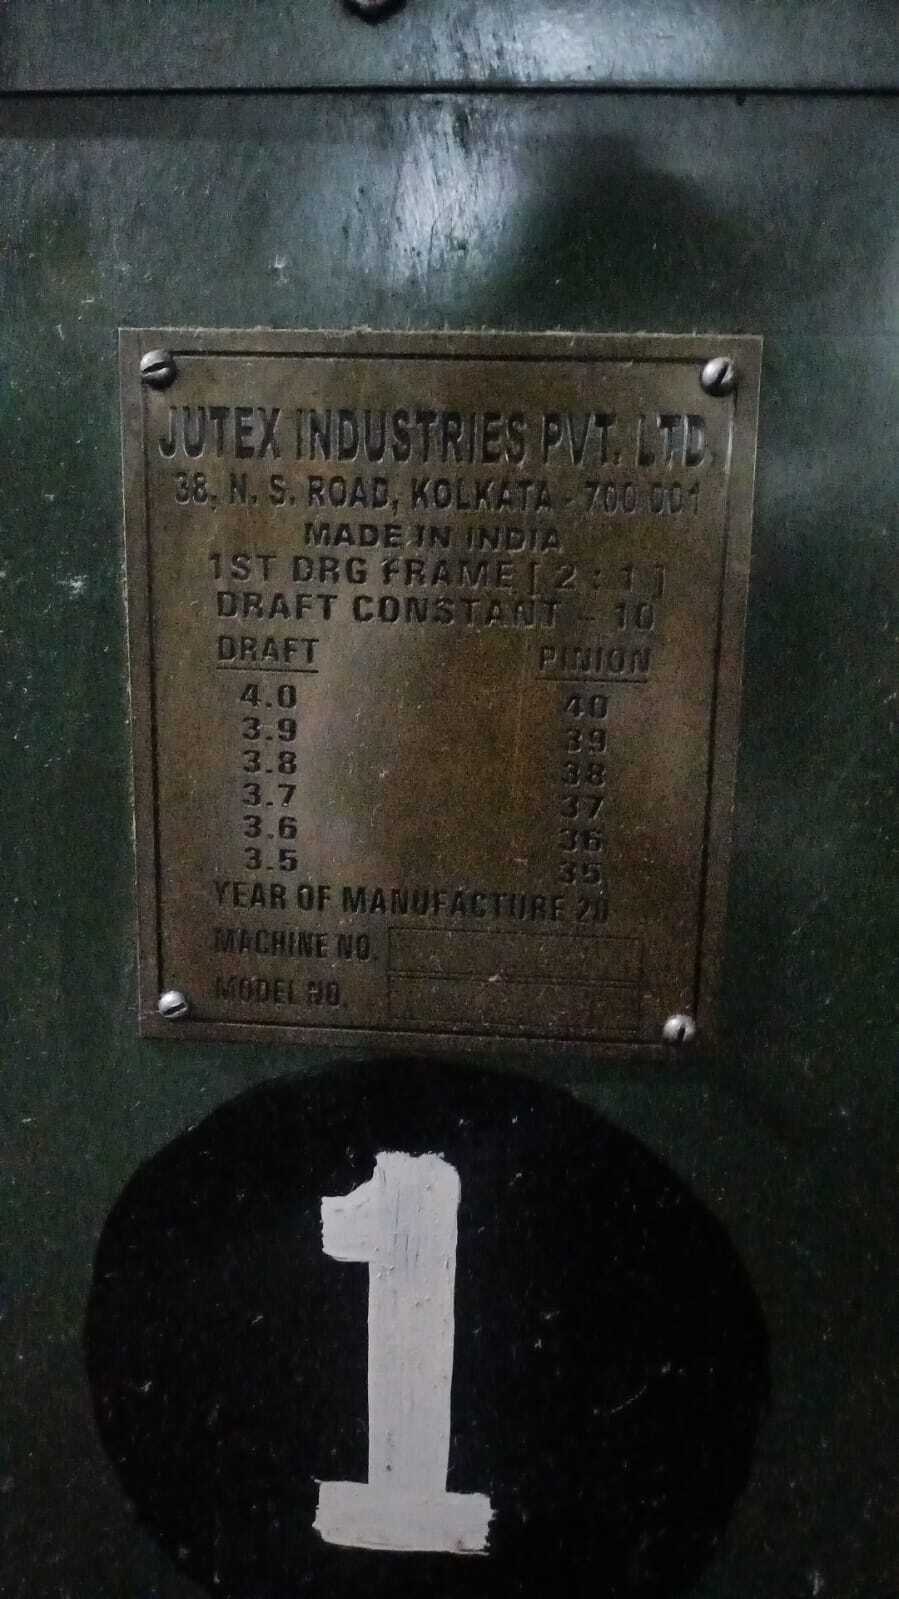 JUTEX INDUSTRIES PVT. LTD.
38, N. S. ROAD, KOLKATA - 700 001
MADE IN INDIA
1ST DRG FRAME [ 2 : 1 ]
DRAFT CONSTANT - 10
DRAFT PINION
4.0 40
3.9 39
3.8 38
3.7 37
3.6 36
3.5 35
YEAR OF MANUFACTURE 20
MACHINE NO.
MODEL NO.
1